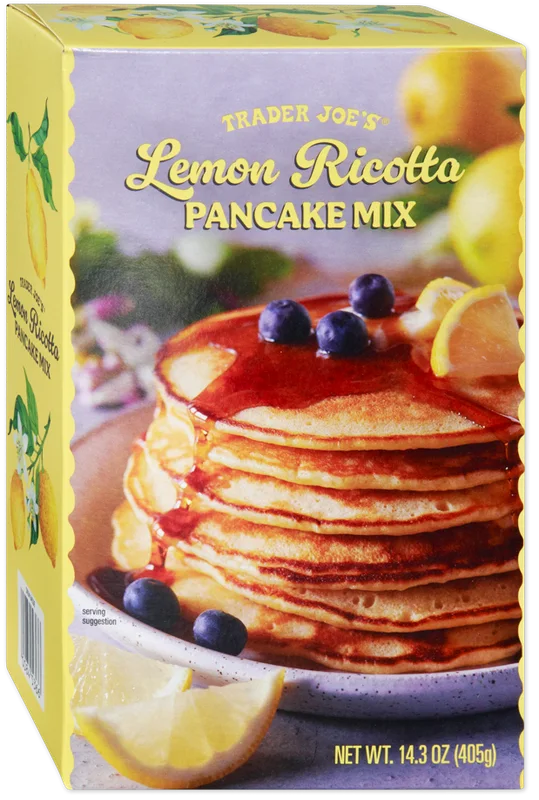 TRADER JOE'S®
Lemon Ricotta
PANCAKE MIX
TRADER JOE'S
Lemon Ricotta
PANCAKE MIX
serving
suggestion
NET WT. 14.3 OZ (405g)